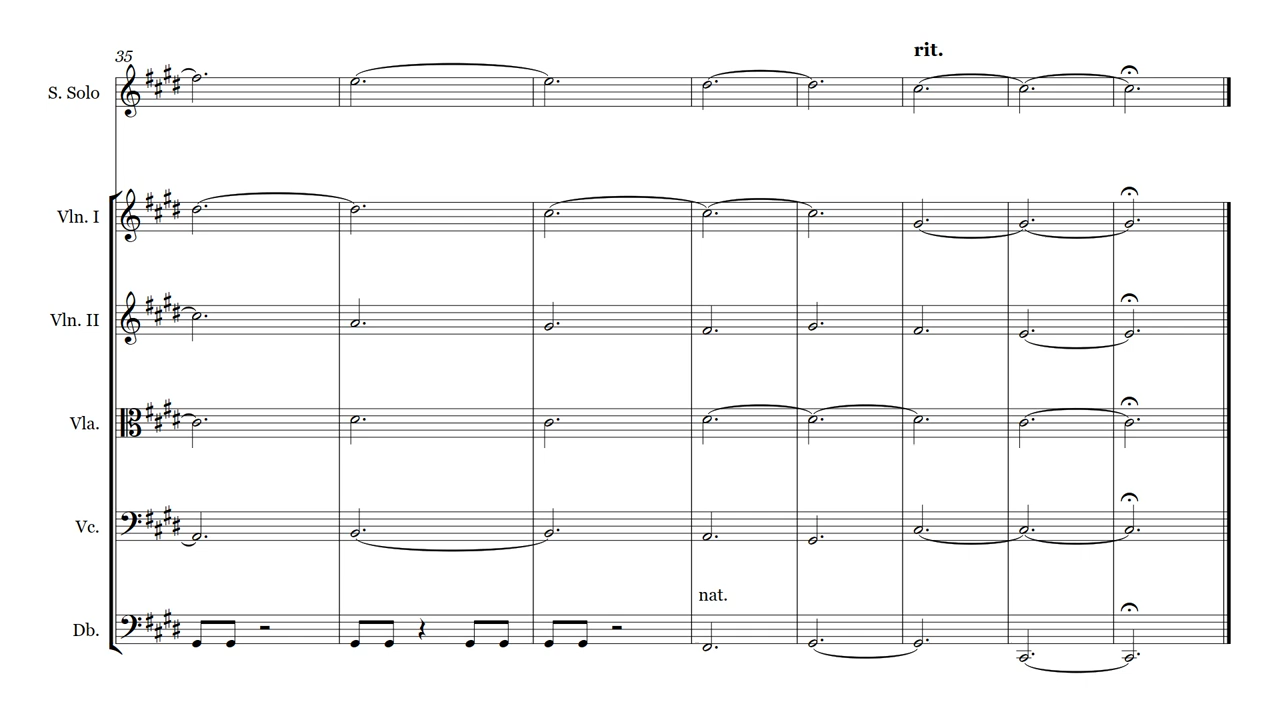 rit.
35
S. Solo
Vln. I
Vln. II
Vla.
Vc.
nat.
Db.